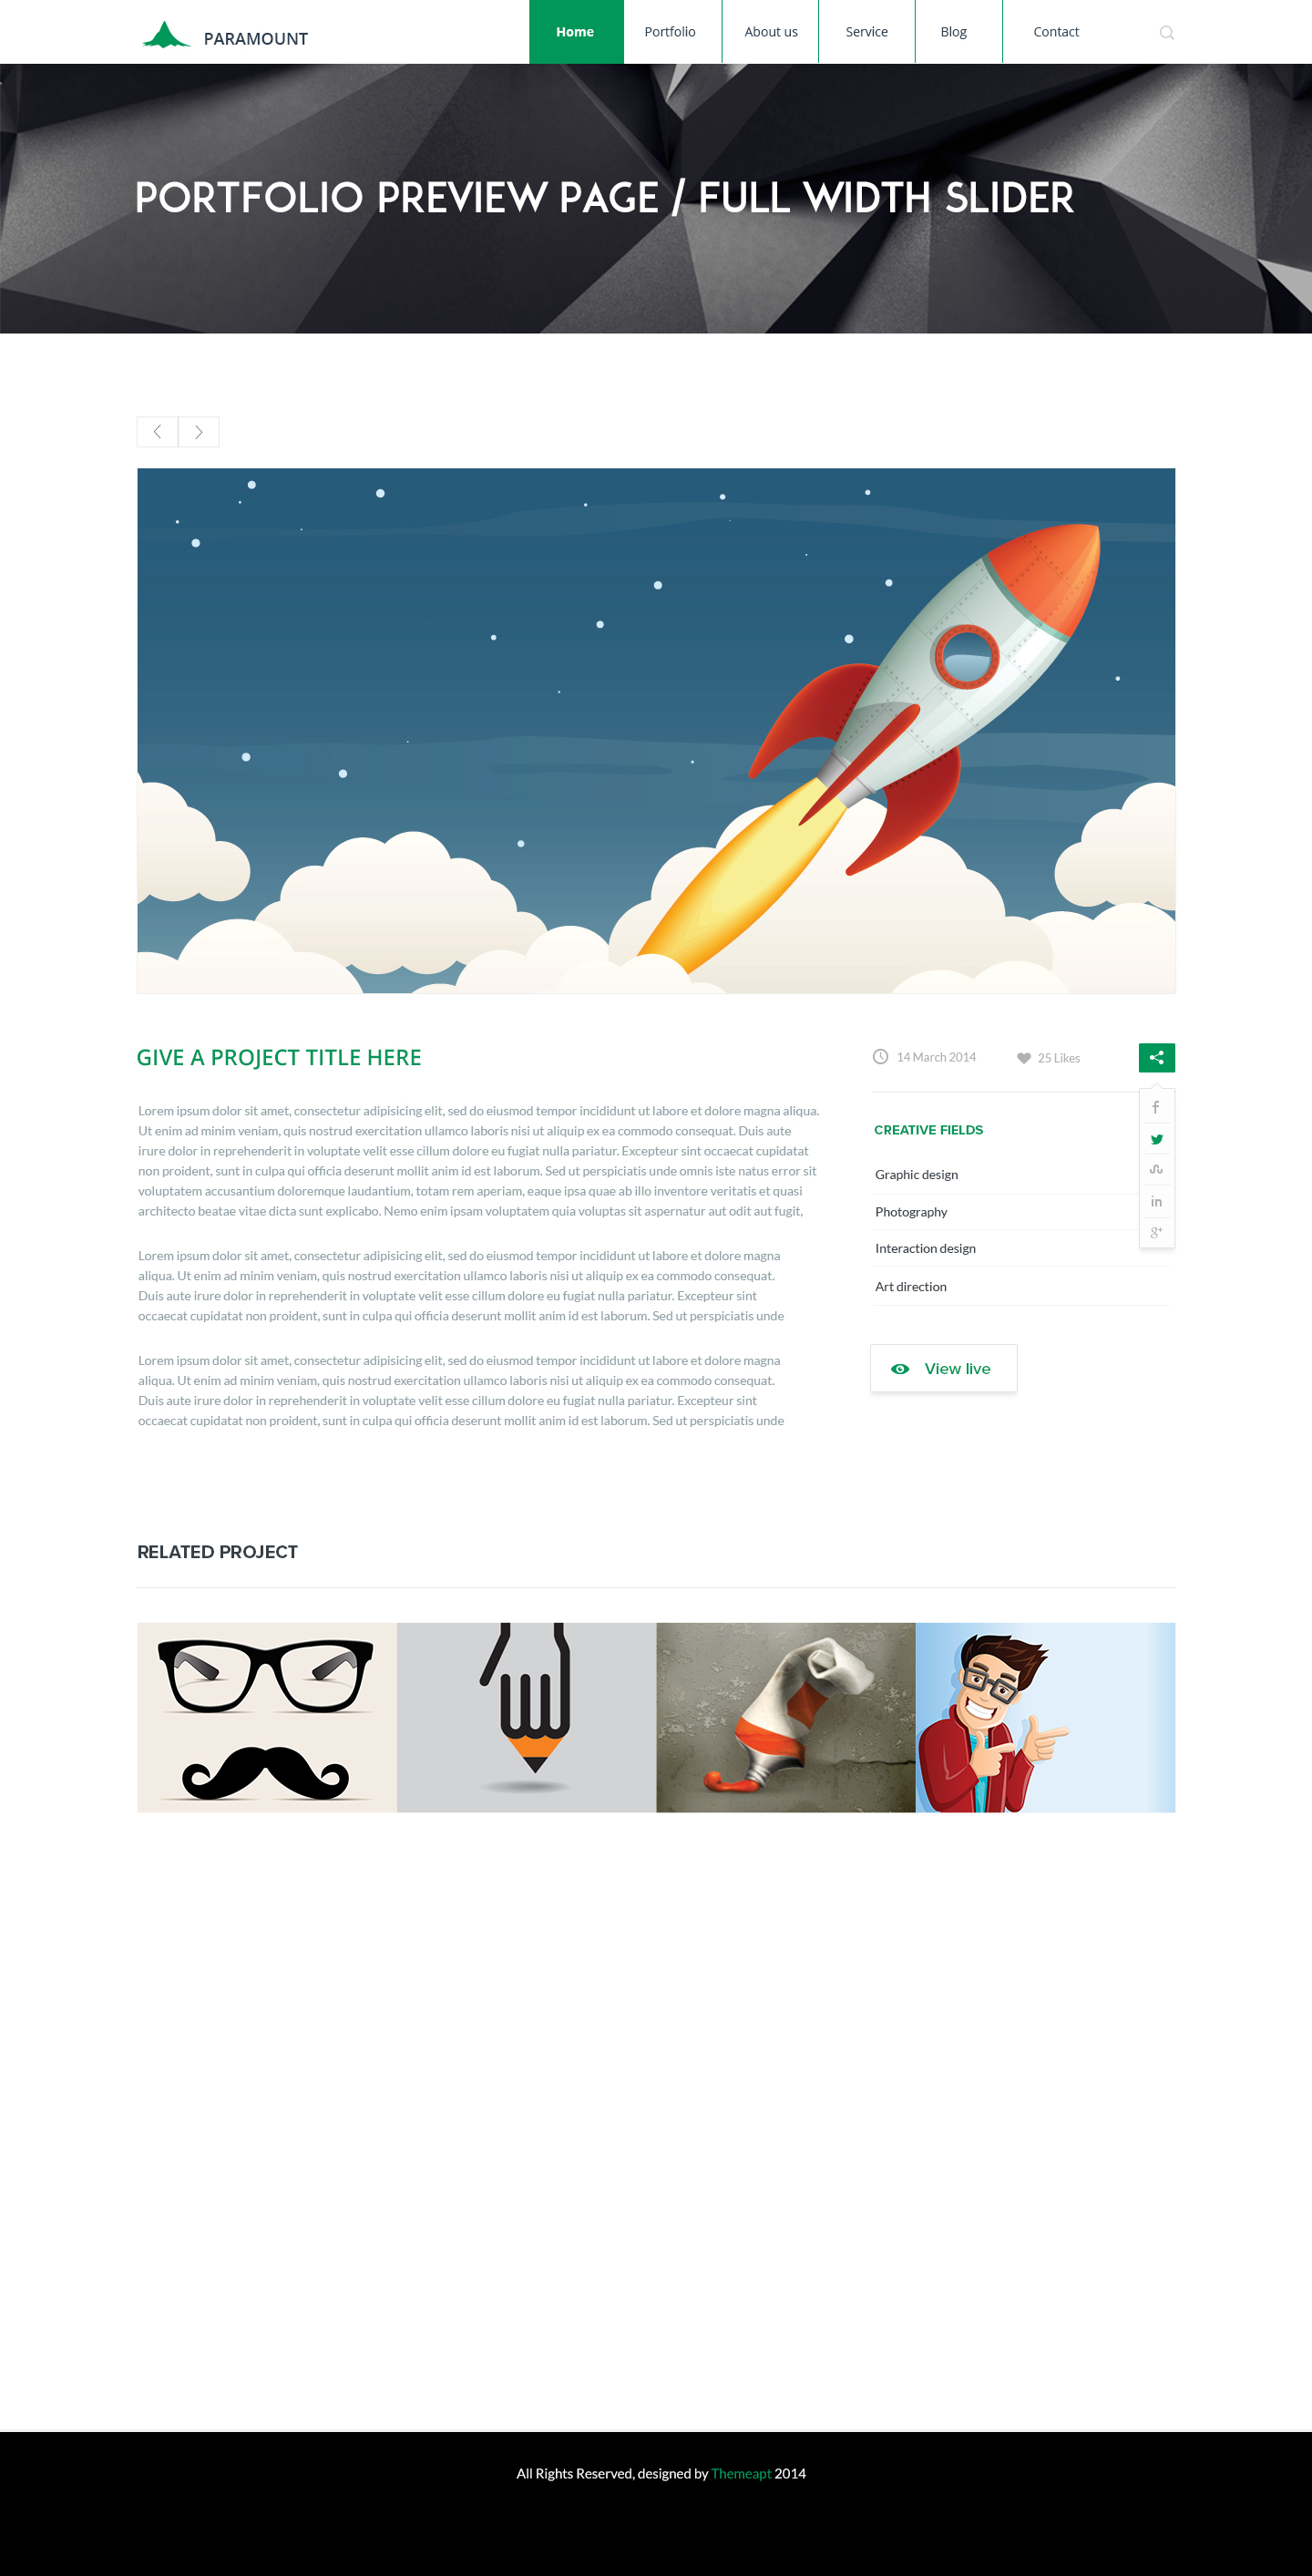 PARAMOUNT
Home
Portfolio
About us
Service
Blog
Contact
PORTFOLIO PREVIEW PAGE / FULL WIDTH SLIDER
GIVE A PROJECT TITLE HERE
14 March 2014
25 Likes
Lorem ipsum dolor sit amet, consectetur adipisicing elit, sed do eiusmod tempor incididunt ut labore et dolore magna aliqua.
Ut enim ad minim veniam, quis nostrud exercitation ullamco laboris nisi ut aliquip ex ea commodo consequat. Duis aute
irure dolor in reprehenderit in voluptate velit esse cillum dolore eu fugiat nulla pariatur. Excepteur sint occaecat cupidatat
non proident, sunt in culpa qui officia deserunt mollit anim id est laborum. Sed ut perspiciatis unde omnis iste natus error sit
voluptatem accusantium doloremque laudantium, totam rem aperiam, eaque ipsa quae ab illo inventore veritatis et quasi
architecto beatae vitae dicta sunt explicabo. Nemo enim ipsam voluptatem quia voluptas sit aspernatur aut odit aut fugit,
Lorem ipsum dolor sit amet, consectetur adipisicing elit, sed do eiusmod tempor incididunt ut labore et dolore magna
aliqua. Ut enim ad minim veniam, quis nostrud exercitation ullamco laboris nisi ut aliquip ex ea commodo consequat.
Duis aute irure dolor in reprehenderit in voluptate velit esse cillum dolore eu fugiat nulla pariatur. Excepteur sint
occaecat cupidatat non proident, sunt in culpa qui officia deserunt mollit anim id est laborum. Sed ut perspiciatis unde
Lorem ipsum dolor sit amet, consectetur adipisicing elit, sed do eiusmod tempor incididunt ut labore et dolore magna
aliqua. Ut enim ad minim veniam, quis nostrud exercitation ullamco laboris nisi ut aliquip ex ea commodo consequat.
Duis aute irure dolor in reprehenderit in voluptate velit esse cillum dolore eu fugiat nulla pariatur. Excepteur sint
occaecat cupidatat non proident, sunt in culpa qui officia deserunt mollit anim id est laborum. Sed ut perspiciatis unde
CREATIVE FIELDS
Graphic design
Photography
Interaction design
Art direction
View live
RELATED PROJECT
All Rights Reserved, designed by Themeapt 2014